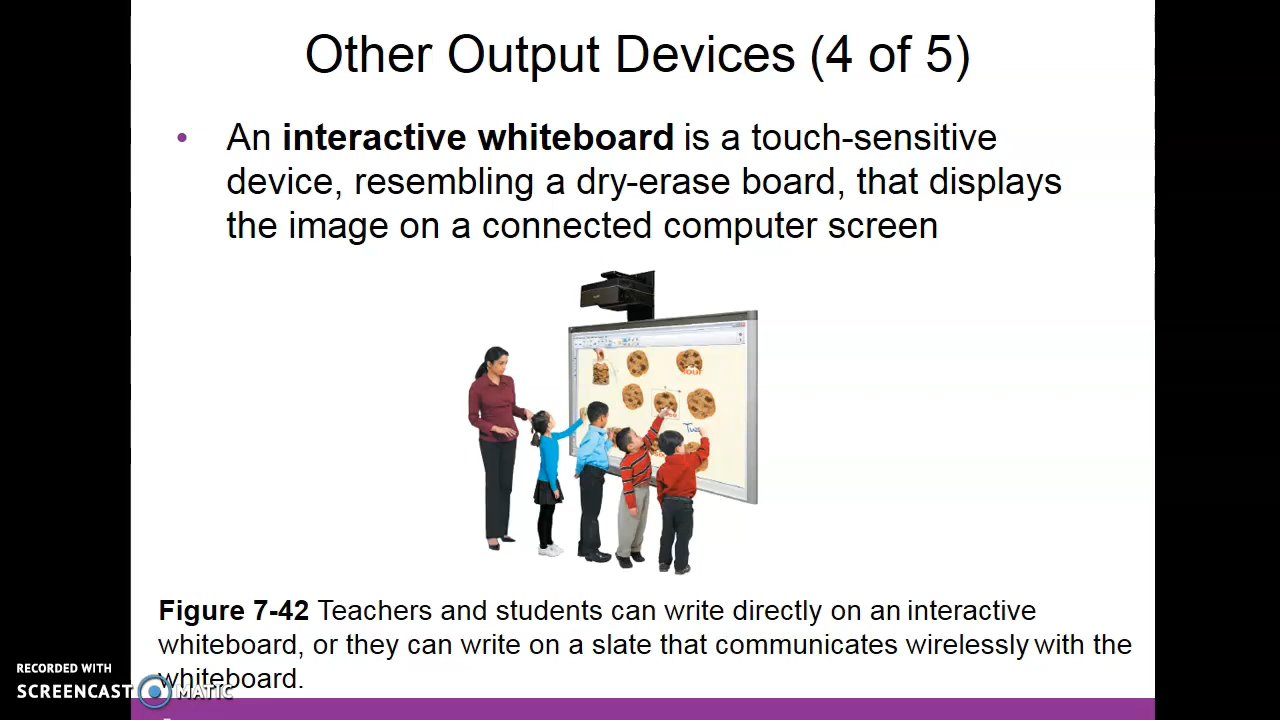 Other Output Devices (4 of 5)
• An interactive whiteboard is a touch-sensitive
device, resembling a dry-erase board, that displays
the image on a connected computer screen
Figure 7-42 Teachers and students can write directly on an interactive
whiteboard, or they can write on a slate that communicates wirelessly with the
whiteboard.
RECORDED WITH
SCREENCAST MATIC